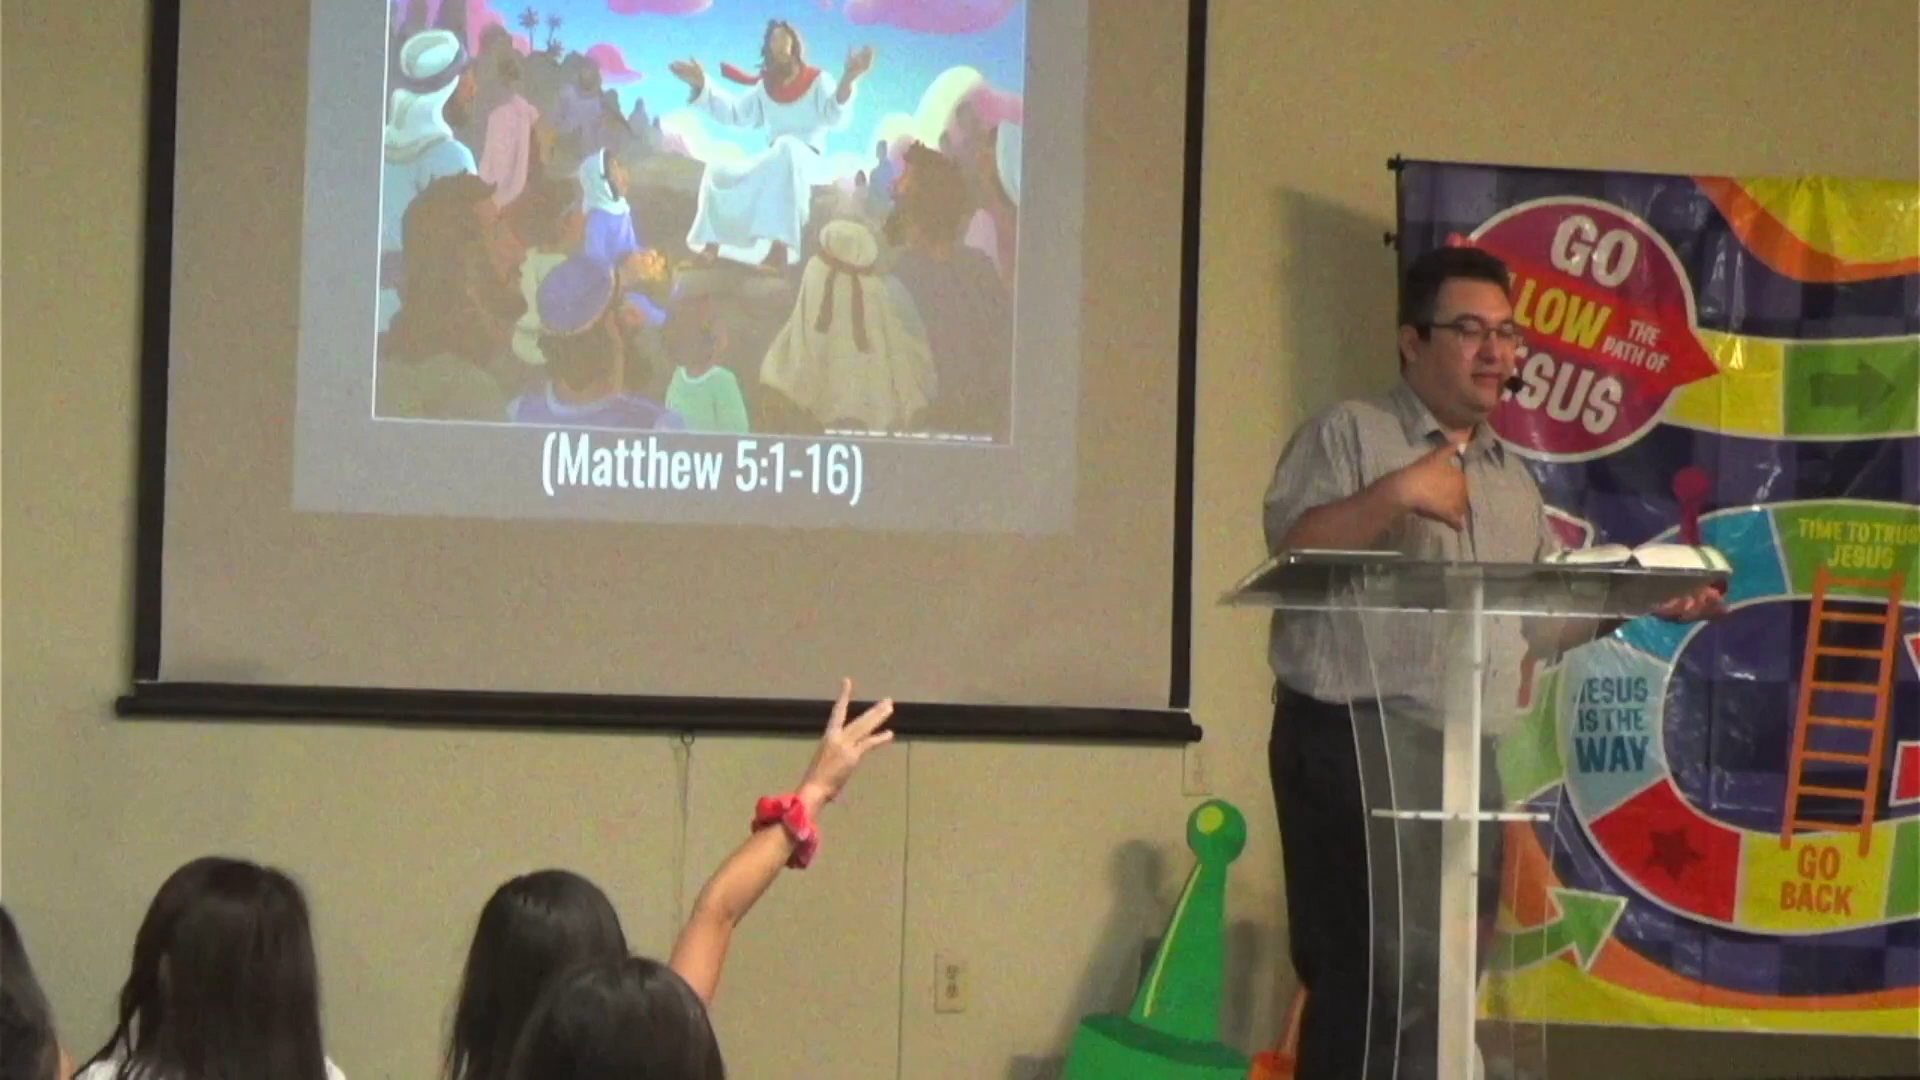 (Matthew 5:1-16)
GO
LLOW
THE
PATH OF
ESUS
TIME TO TRUS
JESUS
JESUS
IS THE
WAY
GO
BACK